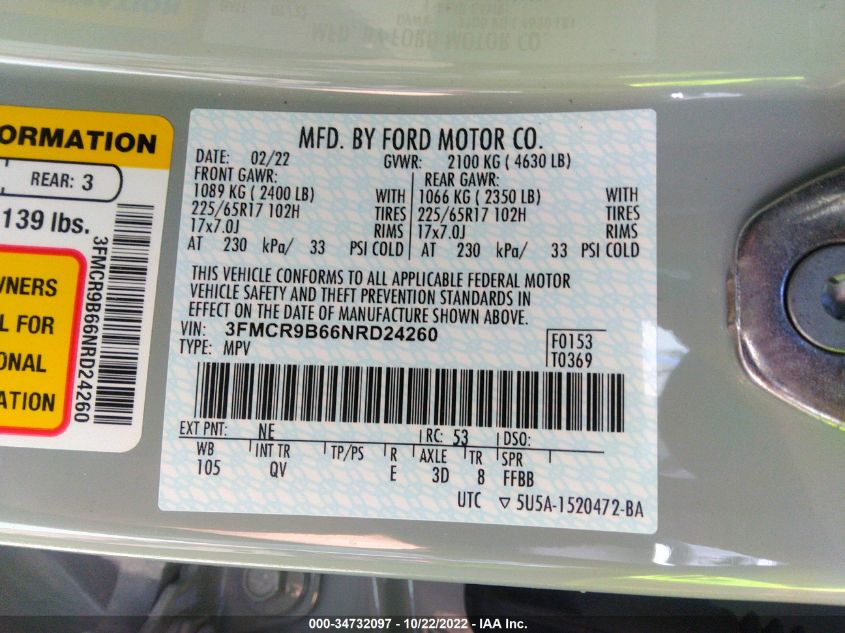 ORMATION
REAR: 3
139 lbs.
WNERS
L FOR
ONAL
ATION
3FMCR9B66NRD24260
MFD. BY FORD MOTOR CO.
DATE: 02/22 GVWR: 2100 KG ( 4630 LB)
FRONT GAWR: REAR GAWR:
1089 KG ( 2400 LB) WITH 1066 KG ( 2350 LB) WITH
225/65R17 102H TIRES 225/65R17 102H TIRES
17x7.0J RIMS 17x7.0J RIMS
AT 230 kPa/ 33 PSI COLD AT 230 kPa/ 33 PSI COLD
THIS VEHICLE CONFORMS TO ALL APPLICABLE FEDERAL MOTOR
VEHICLE SAFETY AND THEFT PREVENTION STANDARDS IN
EFFECT ON THE DATE OF MANUFACTURE SHOWN ABOVE.
VIN: 3FMCR9B66NRD24260
TYPE: MPV
F0153
T0369
EXT PNT: NE RC: 53 DSO:
WB INT TR TP/PS R AXLE TR SPR
105 QV E 3D 8 FFBB
UTC ▽ 5U5A-1520472-BA
000-34732097 - 10/22/2022 - IAA Inc.